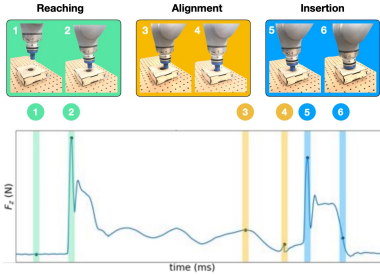 Reaching Alignment Insertion
1 2 3 4 5 6
1 2 3 4 5 6
F_z (N)
time (ms)